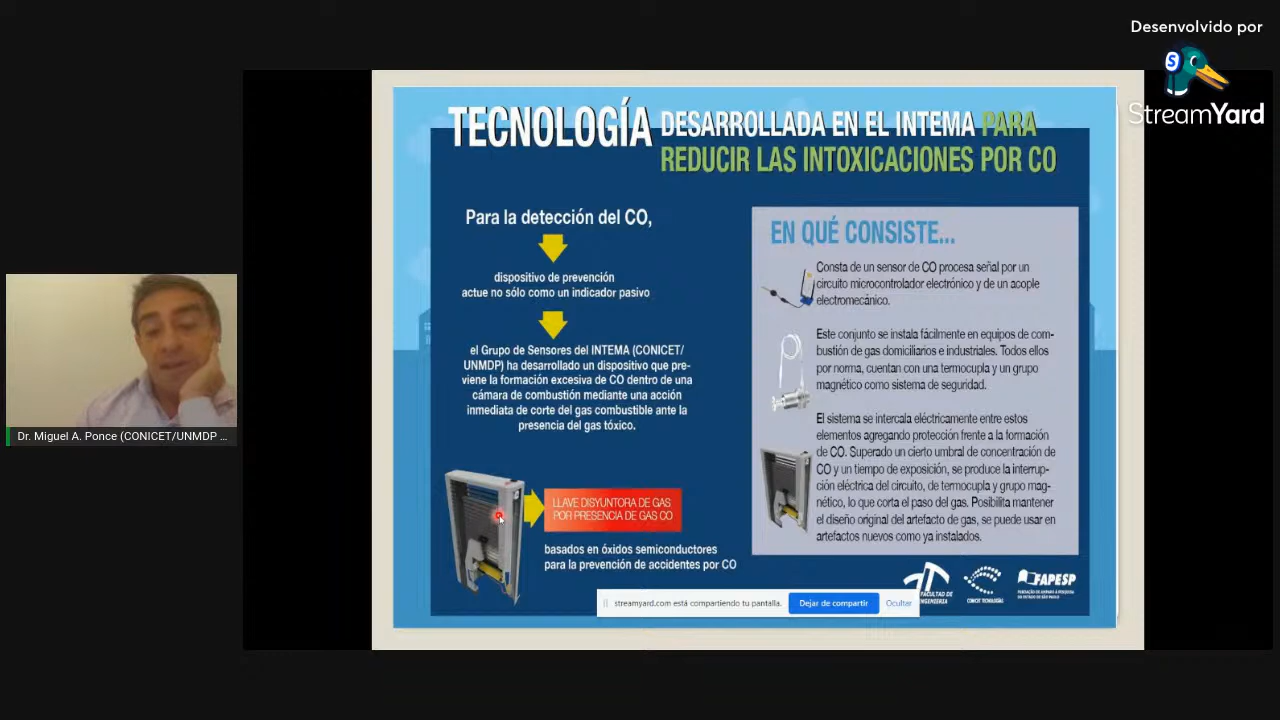 Desenvolvido por
StreamYard
TECNOLOGÍA DESARROLLADA EN EL INTEMA PARA
REDUCIR LAS INTOXICACIONES POR CO
Para la detección del CO,
dispositivo de prevención
actue no sólo como un indicador pasivo
el Grupo de Sensores del INTEMA (CONICET/
UNMDP) ha desarrollado un dispositivo que pre-
viene la formación excesiva de CO dentro de una
cámara de combustión mediante una acción
inmediata de corte del gas combustible ante la
presencia del gas tóxico.
LLAVE DISYUNTORA DE GAS
POR PRESENCIA DE GAS CO
basados en óxidos semiconductores
para la prevención de accidentes por CO
EN QUÉ CONSISTE...
Consta de un sensor de CO procesa señal por un
circuito microcontrolador electrónico y de un acople
electromecánico.
Este conjunto se instala fácilmente en equipos de com-
bustión de gas domiciliarios e industriales. Todos ellos
por norma, cuentan con una termocupla y un grupo
magnético como sistema de seguridad.
El sistema se intercala eléctricamente entre estos
elementos agregando protección frente a la formación
de CO. Superado un cierto umbral de concentración de
CO y un tiempo de exposición, se produce la interrup-
ción eléctrica del circuito, de termocupla y grupo mag-
nético, lo que corta el paso del gas. Posibilita mantener
el diseño original del artefacto de gas, se puede usar en
artefactos nuevos como ya instalados.
FACULTAD DE
INGENIERIA
CONICET TECNOLOGÍAS
FAPESP
streamyard.com está compartiendo tu pantalla.
Dejar de compartir
Ocultar
Dr. Miguel A. Ponce (CONICET/UNMDP ...